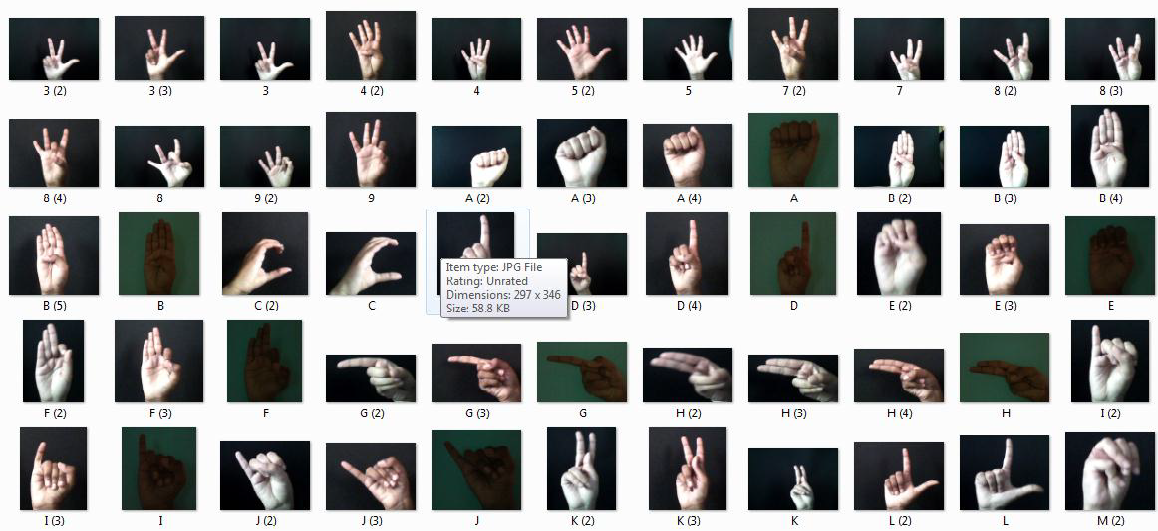 3 (2) 3 (3) 3 4 (2) 4 5 (2) 5 7 (2) 7 8 (2) 8 (3)
8 (4) 8 9 (2) 9 A (2) A (3) A (4) A B (2) B (3) B (4)
Item type: JPG File
Rating: Unrated
Dimensions: 297 x 346
Size: 58.8 KB
B (5) B C (2) C D (3) D (4) D E (2) E (3) E
F (2) F (3) F G (2) G (3) G H (2) H (3) H (4) H I (2)
I (3) I J (2) J (3) J K (2) K (3) K L (2) L M (2)